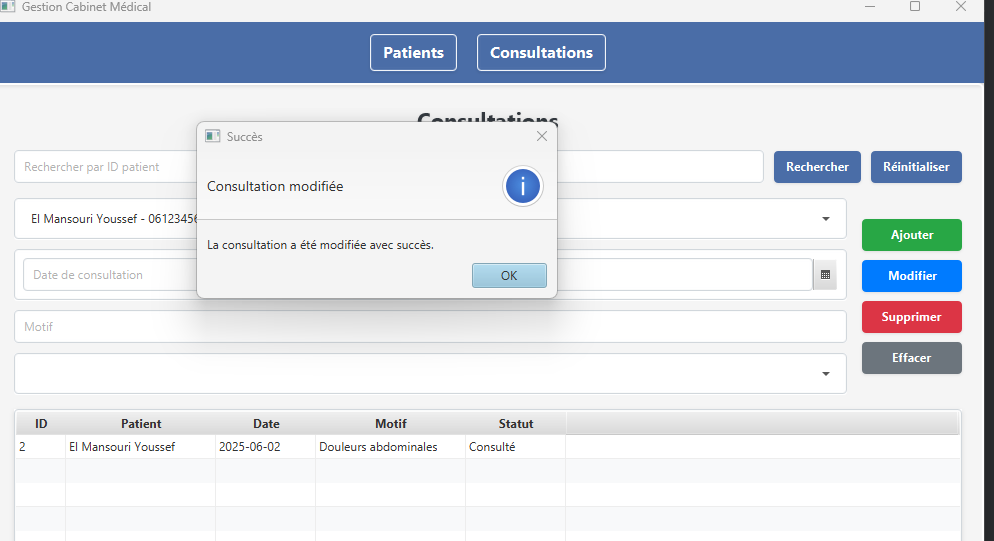 Gestion Cabinet Médical
Patients
Consultations
Consultations
Succès
Consultation modifiée
La consultation a été modifiée avec succès.
OK
Rechercher par ID patient
Rechercher
Réinitialiser
El Mansouri Youssef - 0612345
Ajouter
Date de consultation
Modifier
Motif
Supprimer
Effacer
ID Patient Date Motif Statut
2 El Mansouri Youssef 2025-06-02 Douleurs abdominales Consulté